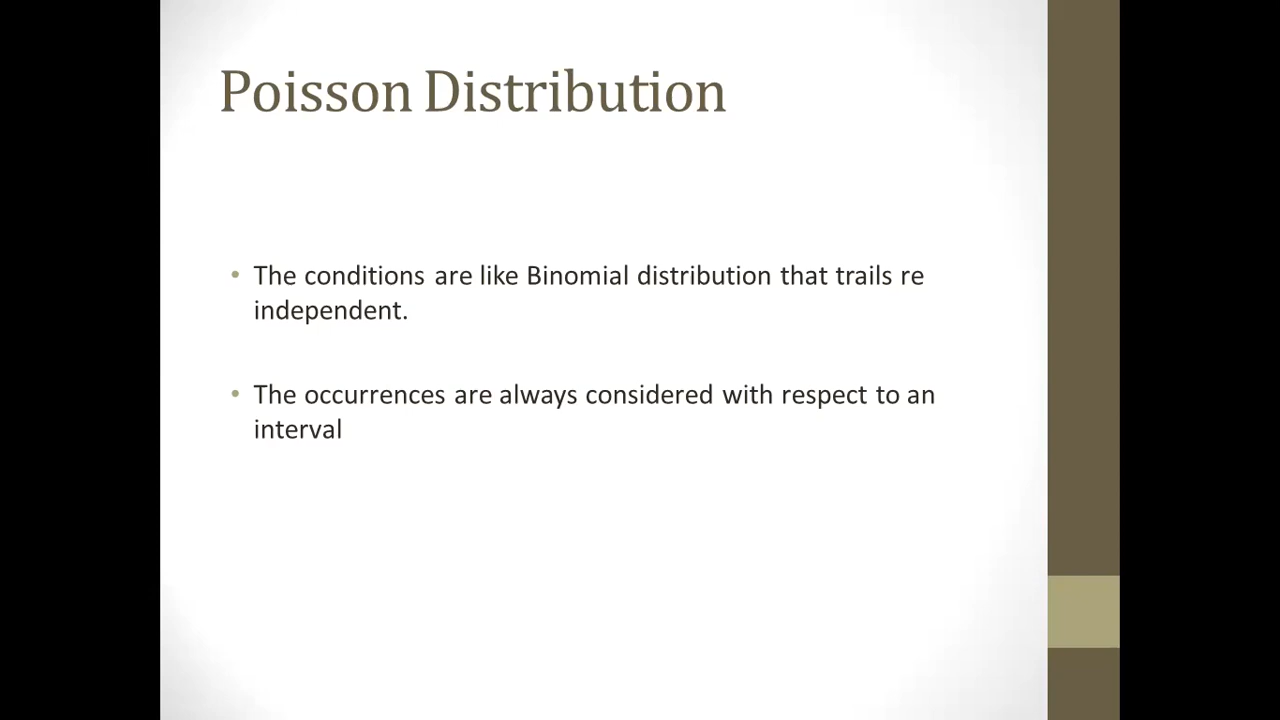 Poisson Distribution
• The conditions are like Binomial distribution that trails re
independent.
• The occurrences are always considered with respect to an
interval